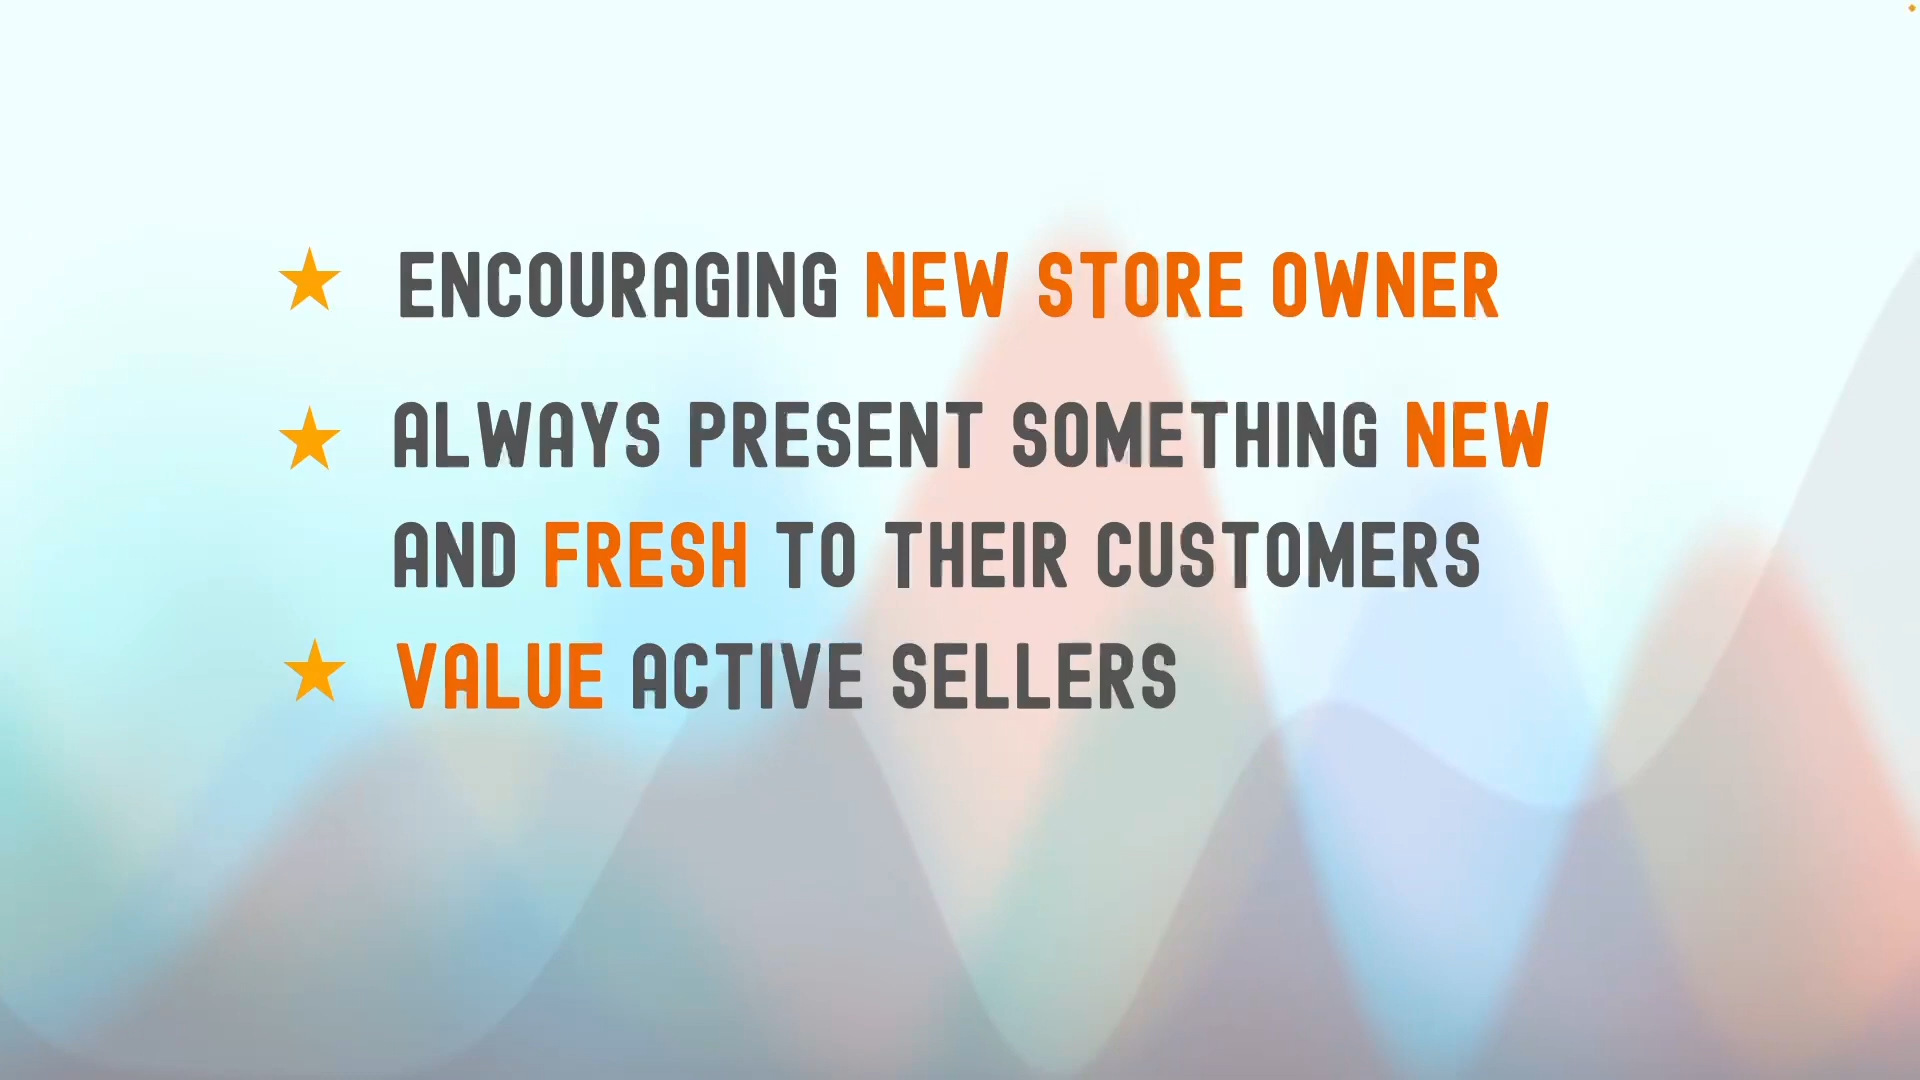 ENCOURAGING NEW STORE OWNER
ALWAYS PRESENT SOMETHING NEW
AND FRESH TO THEIR CUSTOMERS
VALUE ACTIVE SELLERS